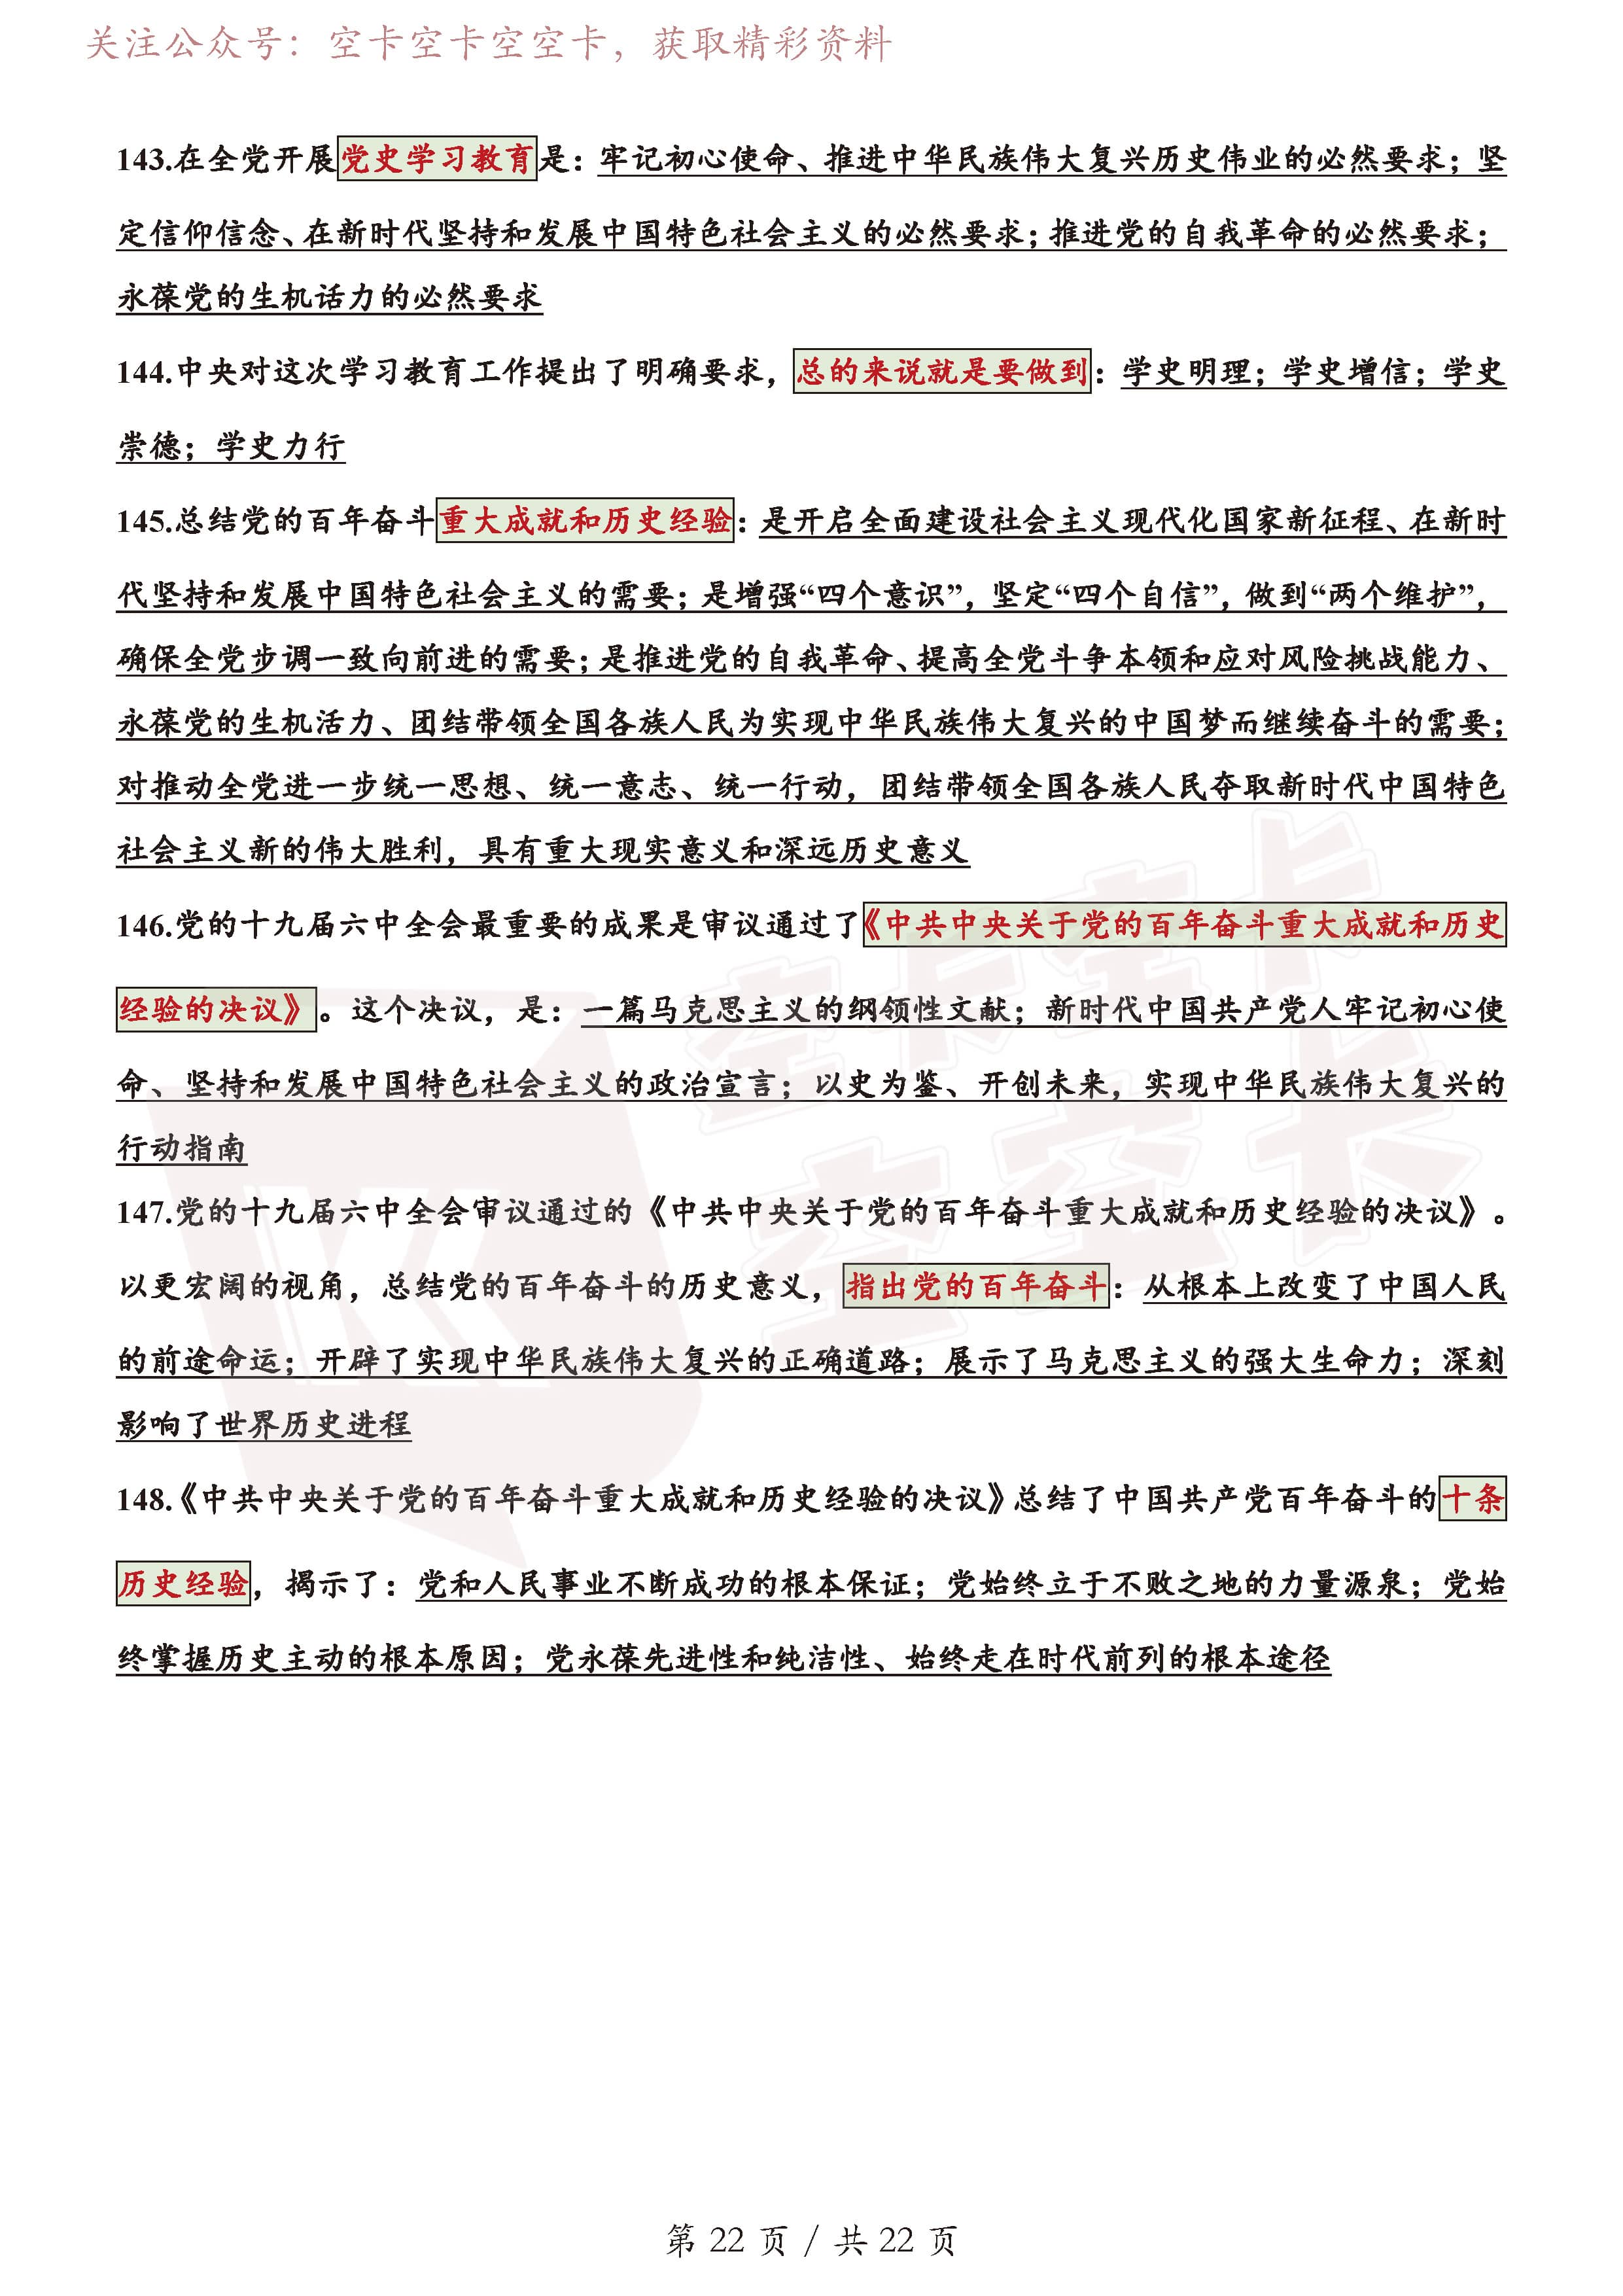 关注公众号：空卡空卡空空卡，获取精彩资料
143.在全党开展党史学习教育是：牢记初心使命、推进中华民族伟大复兴历史伟业的必然要求；坚
定信仰信念、在新时代坚持和发展中国特色社会主义的必然要求；推进党的自我革命的必然要求；
永葆党的生机话力的必然要求
144.中央对这次学习教育工作提出了明确要求，总的来说就是要做到：学史明理；学史增信；学史
崇德；学史力行
145.总结党的百年奋斗重大成就和历史经验：是开启全面建设社会主义现代化国家新征程、在新时
代坚持和发展中国特色社会主义的需要；是增强“四个意识”，坚定“四个自信”，做到“两个维护”，
确保全党步调一致向前进的需要；是推进党的自我革命、提高全党斗争本领和应对风险挑战能力、
永葆党的生机活力、团结带领全国各族人民为实现中华民族伟大复兴的中国梦而继续奋斗的需要；
对推动全党进一步统一思想、统一意志、统一行动，团结带领全国各族人民夺取新时代中国特色
社会主义新的伟大胜利，具有重大现实意义和深远历史意义
146.党的十九届六中全会最重要的成果是审议通过了《中共中央关于党的百年奋斗重大成就和历史
经验的决议》。这个决议，是：一篇马克思主义的纲领性文献；新时代中国共产党人牢记初心使
命、坚持和发展中国特色社会主义的政治宣言；以史为鉴、开创未来，实现中华民族伟大复兴的
行动指南
147.党的十九届六中全会审议通过的《中共中央关于党的百年奋斗重大成就和历史经验的决议》。
以更宏阔的视角，总结党的百年奋斗的历史意义，指出党的百年奋斗：从根本上改变了中国人民
的前途命运；开辟了实现中华民族伟大复兴的正确道路；展示了马克思主义的强大生命力；深刻
影响了世界历史进程
148.《中共中央关于党的百年奋斗重大成就和历史经验的决议》总结了中国共产党百年奋斗的十条
历史经验，揭示了：党和人民事业不断成功的根本保证；党始终立于不败之地的力量源泉；党始
终掌握历史主动的根本原因；党永葆先进性和纯洁性、始终走在时代前列的根本途径
空卡空卡
空空卡
第 22 页 / 共 22 页